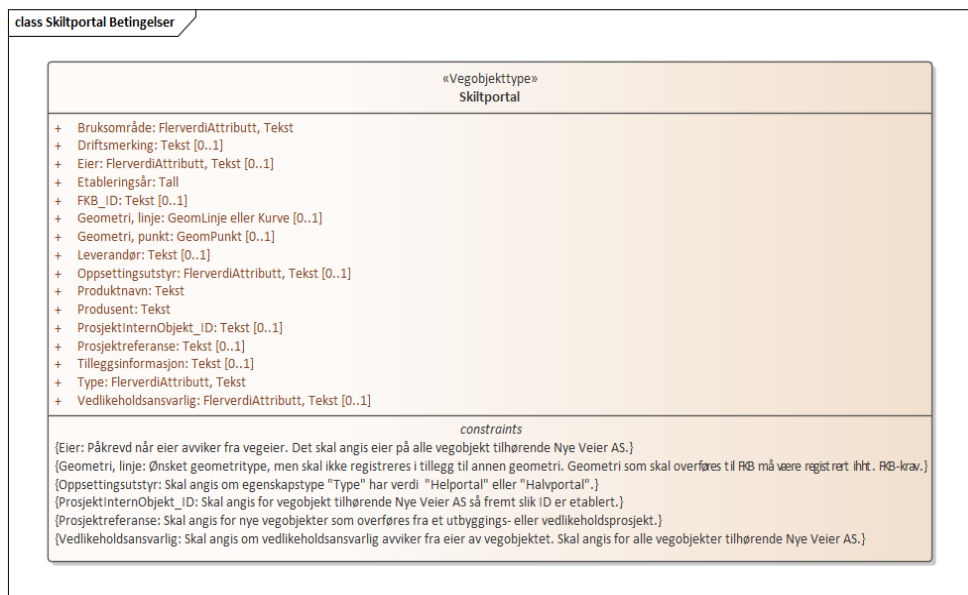 class Skiltportal Betingelser
«Vegobjekttype»
Skiltportal
+ Bruksområde: FlerverdiAttributt, Tekst
+ Driftsmerking: Tekst [0..1]
+ Eier: FlerverdiAttributt, Tekst [0..1]
+ Etableringsår: Tall
+ FKB_ID: Tekst [0..1]
+ Geometri, linje: GeomLinje eller Kurve [0..1]
+ Geometri, punkt: GeomPunkt [0..1]
+ Leverandør: Tekst [0..1]
+ Oppsettingsutstyr: FlerverdiAttributt, Tekst [0..1]
+ Produktnavn: Tekst
+ Produsent: Tekst
+ ProsjektInternObjekt_ID: Tekst [0..1]
+ Prosjektreferanse: Tekst [0..1]
+ Tilleggsinformasjon: Tekst [0..1]
+ Type: FlerverdiAttributt, Tekst
+ Vedlikeholdsansvarlig: FlerverdiAttributt, Tekst [0..1]
constraints
{Eier: Påkrevd når eier avviker fra vegeier. Det skal angis eier på alle vegobjekt tilhørende Nye Veier AS.}
{Geometri, linje: Ønsket geometritype, men skal ikke registreres i tillegg til annen geometri. Geometri som skal overføres til FKB må være registrert ihht. FKB-krav.}
{Oppsettingsutstyr: Skal angis om egenskapstype "Type" har verdi "Helportal" eller "Halvportal".}
{ProsjektInternObjekt_ID: Skal angis for vegobjekt tilhørende Nye Veier AS så fremt slik ID er etablert.}
{Prosjektreferanse: Skal angis for nye vegobjekter som overføres fra et utbyggings- eller vedlikeholdsprosjekt.}
{Vedlikeholdsansvarlig: Skal angis om vedlikeholdsansvarlig avviker fra eier av vegobjektet. Skal angis for alle vegobjekter tilhørende Nye Veier AS.}